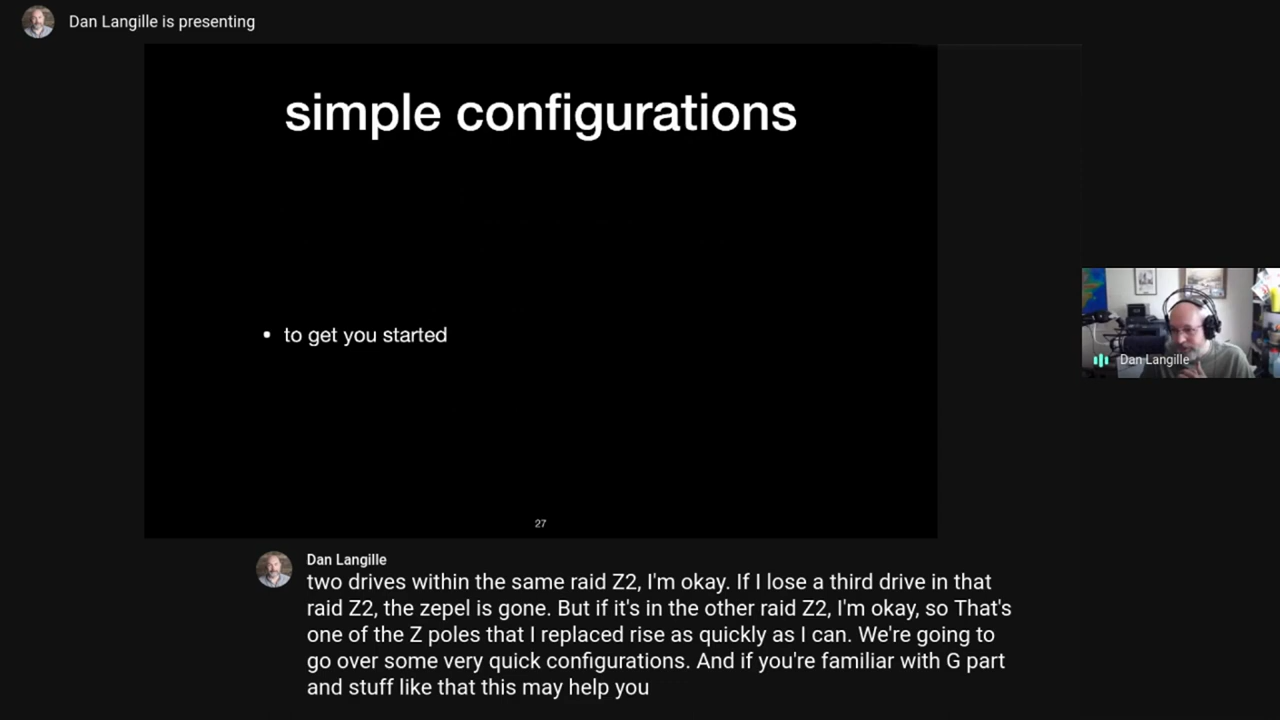 Dan Langille is presenting
simple configurations
• to get you started
27
Dan Langille
Dan Langille
two drives within the same raid Z2, I'm okay. If I lose a third drive in that
raid Z2, the zepel is gone. But if it's in the other raid Z2, I'm okay, so That's
one of the Z poles that I replaced rise as quickly as I can. We're going to
go over some very quick configurations. And if you're familiar with G part
and stuff like that this may help you